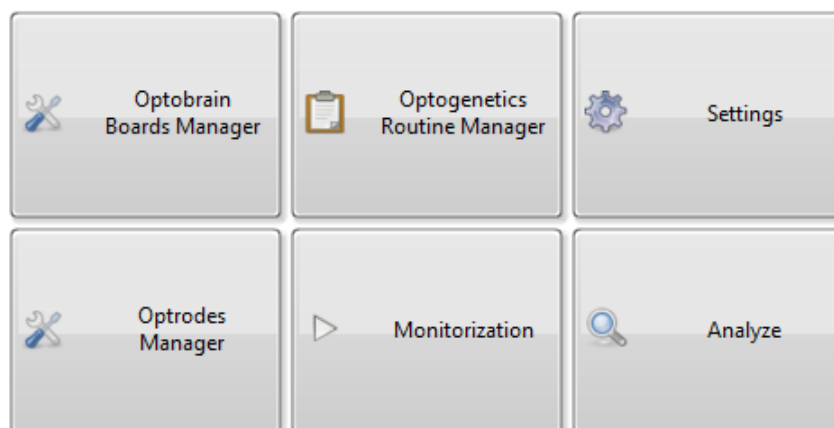 Optobrain
Boards Manager
Optogenetics
Routine Manager
Settings
Optrodes
Manager
Monitorization
Analyze